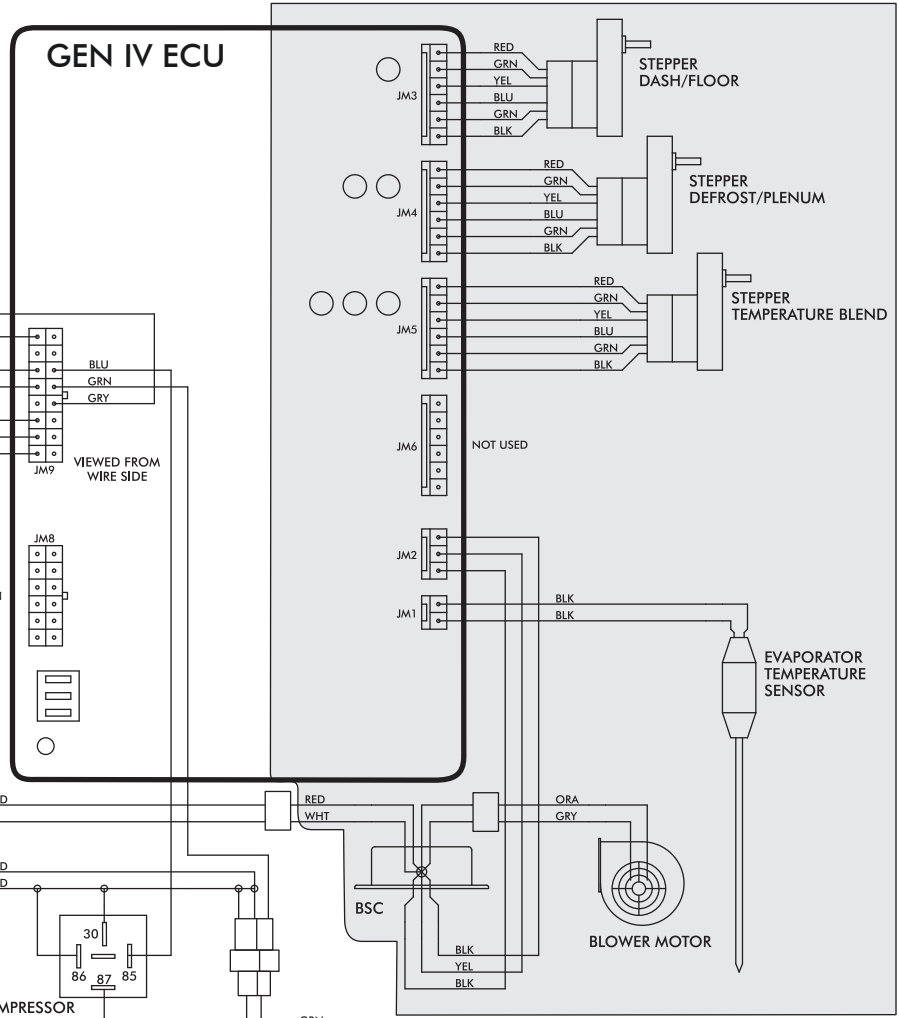 GEN IV ECU
RED
GRN
YEL
BLU
GRN
BLK
JM3
STEPPER
DASH/FLOOR
RED
GRN
YEL
BLU
GRN
BLK
JM4
STEPPER
DEFROST/PLENUM
RED
GRN
YEL
BLU
GRN
BLK
JM5
STEPPER
TEMPERATURE BLEND
BLU
GRN
GRY
JM9
VIEWED FROM
WIRE SIDE
JM6
NOT USED
JM8
JM2
JM1
BLK
BLK
EVAPORATOR
TEMPERATURE
SENSOR
D
RED
WHT
ORA
GRY
D
D
BSC
BLOWER MOTOR
BLK
YEL
BLK
30
86
87
85
MPRESSOR